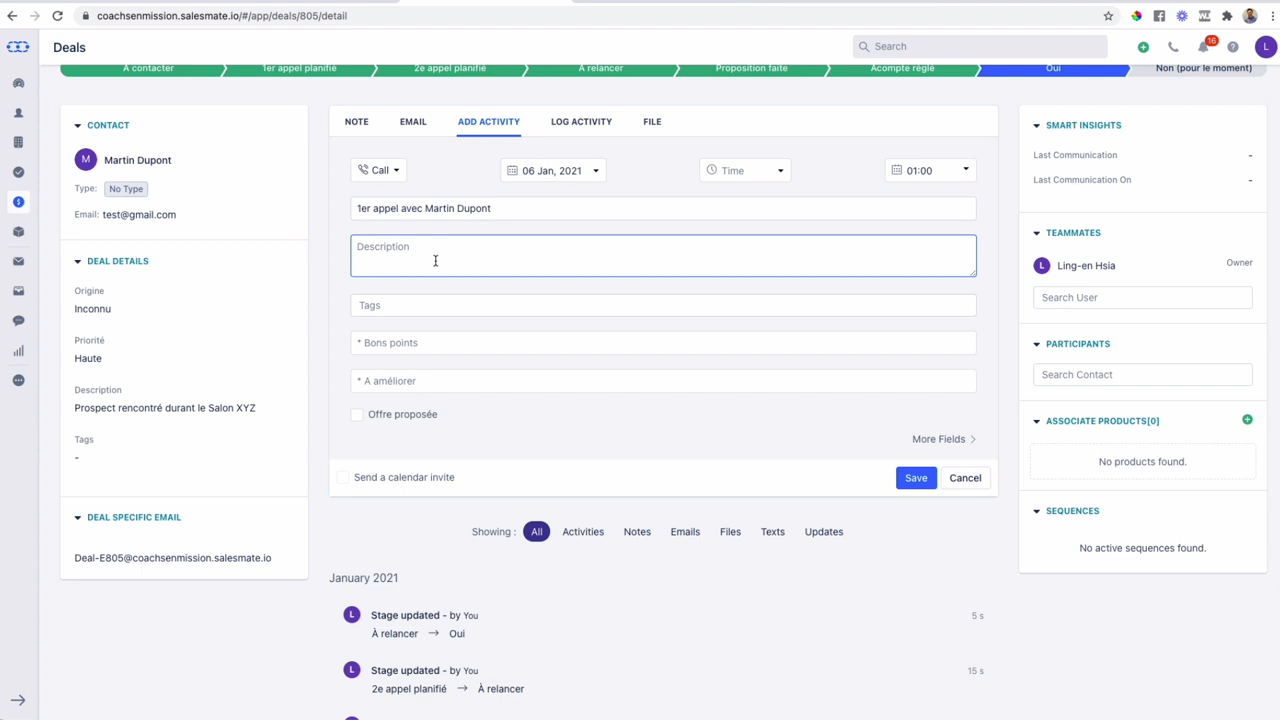 coachsenmission.salesmate.io/#/app/deals/805/detail
Deals
Search
16
L
À contacter
1er appel planifié
2e appel planifié
À relancer
Proposition faite
Acompte réglé
Oui
Non (pour le moment)
CONTACT
M
Martin Dupont
Type:
No Type
Email: test@gmail.com
DEAL DETAILS
Origine
Inconnu
Priorité
Haute
Description
Prospect rencontré durant le Salon XYZ
Tags
-
DEAL SPECIFIC EMAIL
Deal-E805@coachsenmission.salesmate.io
NOTE
EMAIL
ADD ACTIVITY
LOG ACTIVITY
FILE
Call
06 Jan, 2021
Time
01:00
1er appel avec Martin Dupont
Description
Tags
* Bons points
* A améliorer
Offre proposée
More Fields
Send a calendar invite
Save
Cancel
Showing :
All
Activities
Notes
Emails
Files
Texts
Updates
January 2021
L
Stage updated - by You
5 s
À relancer → Oui
L
Stage updated - by You
15 s
2e appel planifié → À relancer
SMART INSIGHTS
Last Communication
-
Last Communication On
-
TEAMMATES
L
Ling-en Hsia
Owner
Search User
PARTICIPANTS
Search Contact
ASSOCIATE PRODUCTS[0]
No products found.
SEQUENCES
No active sequences found.